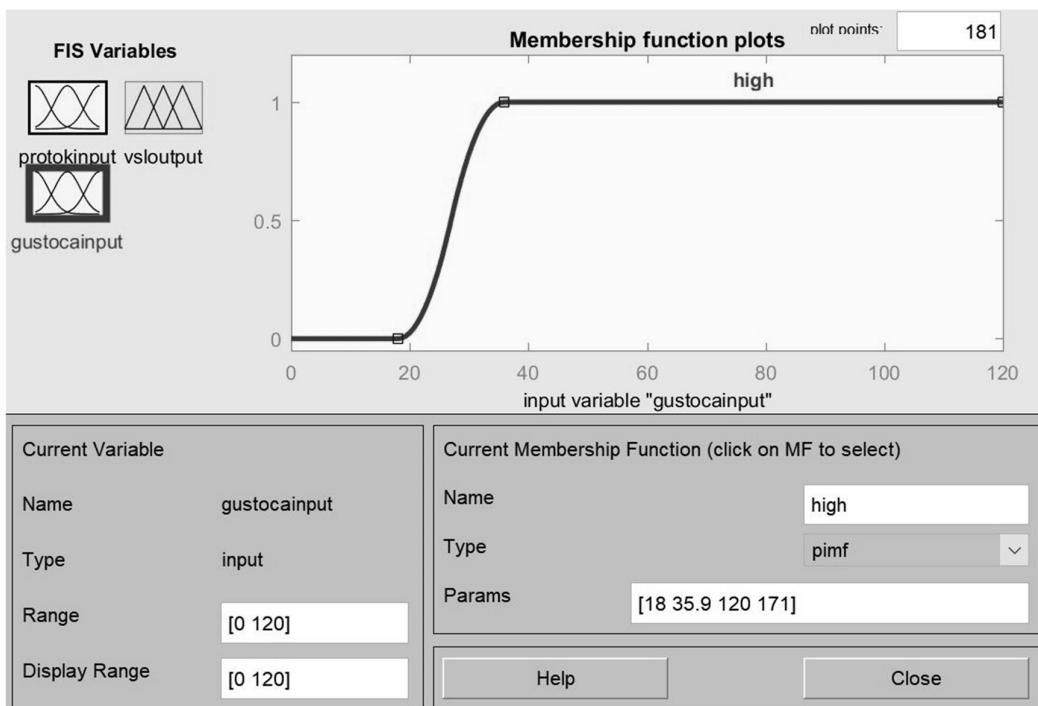 FIS Variables
Membership function plots
plot points:
181
protokinput vsloutput
gustocainput
high
1
0.5
0
0 20 40 60 80 100 120
input variable "gustocainput"
Current Variable
Name gustocainput
Type input
Range [0 120]
Display Range [0 120]
Current Membership Function (click on MF to select)
Name high
Type pimf
Params [18 35.9 120 171]
Help Close